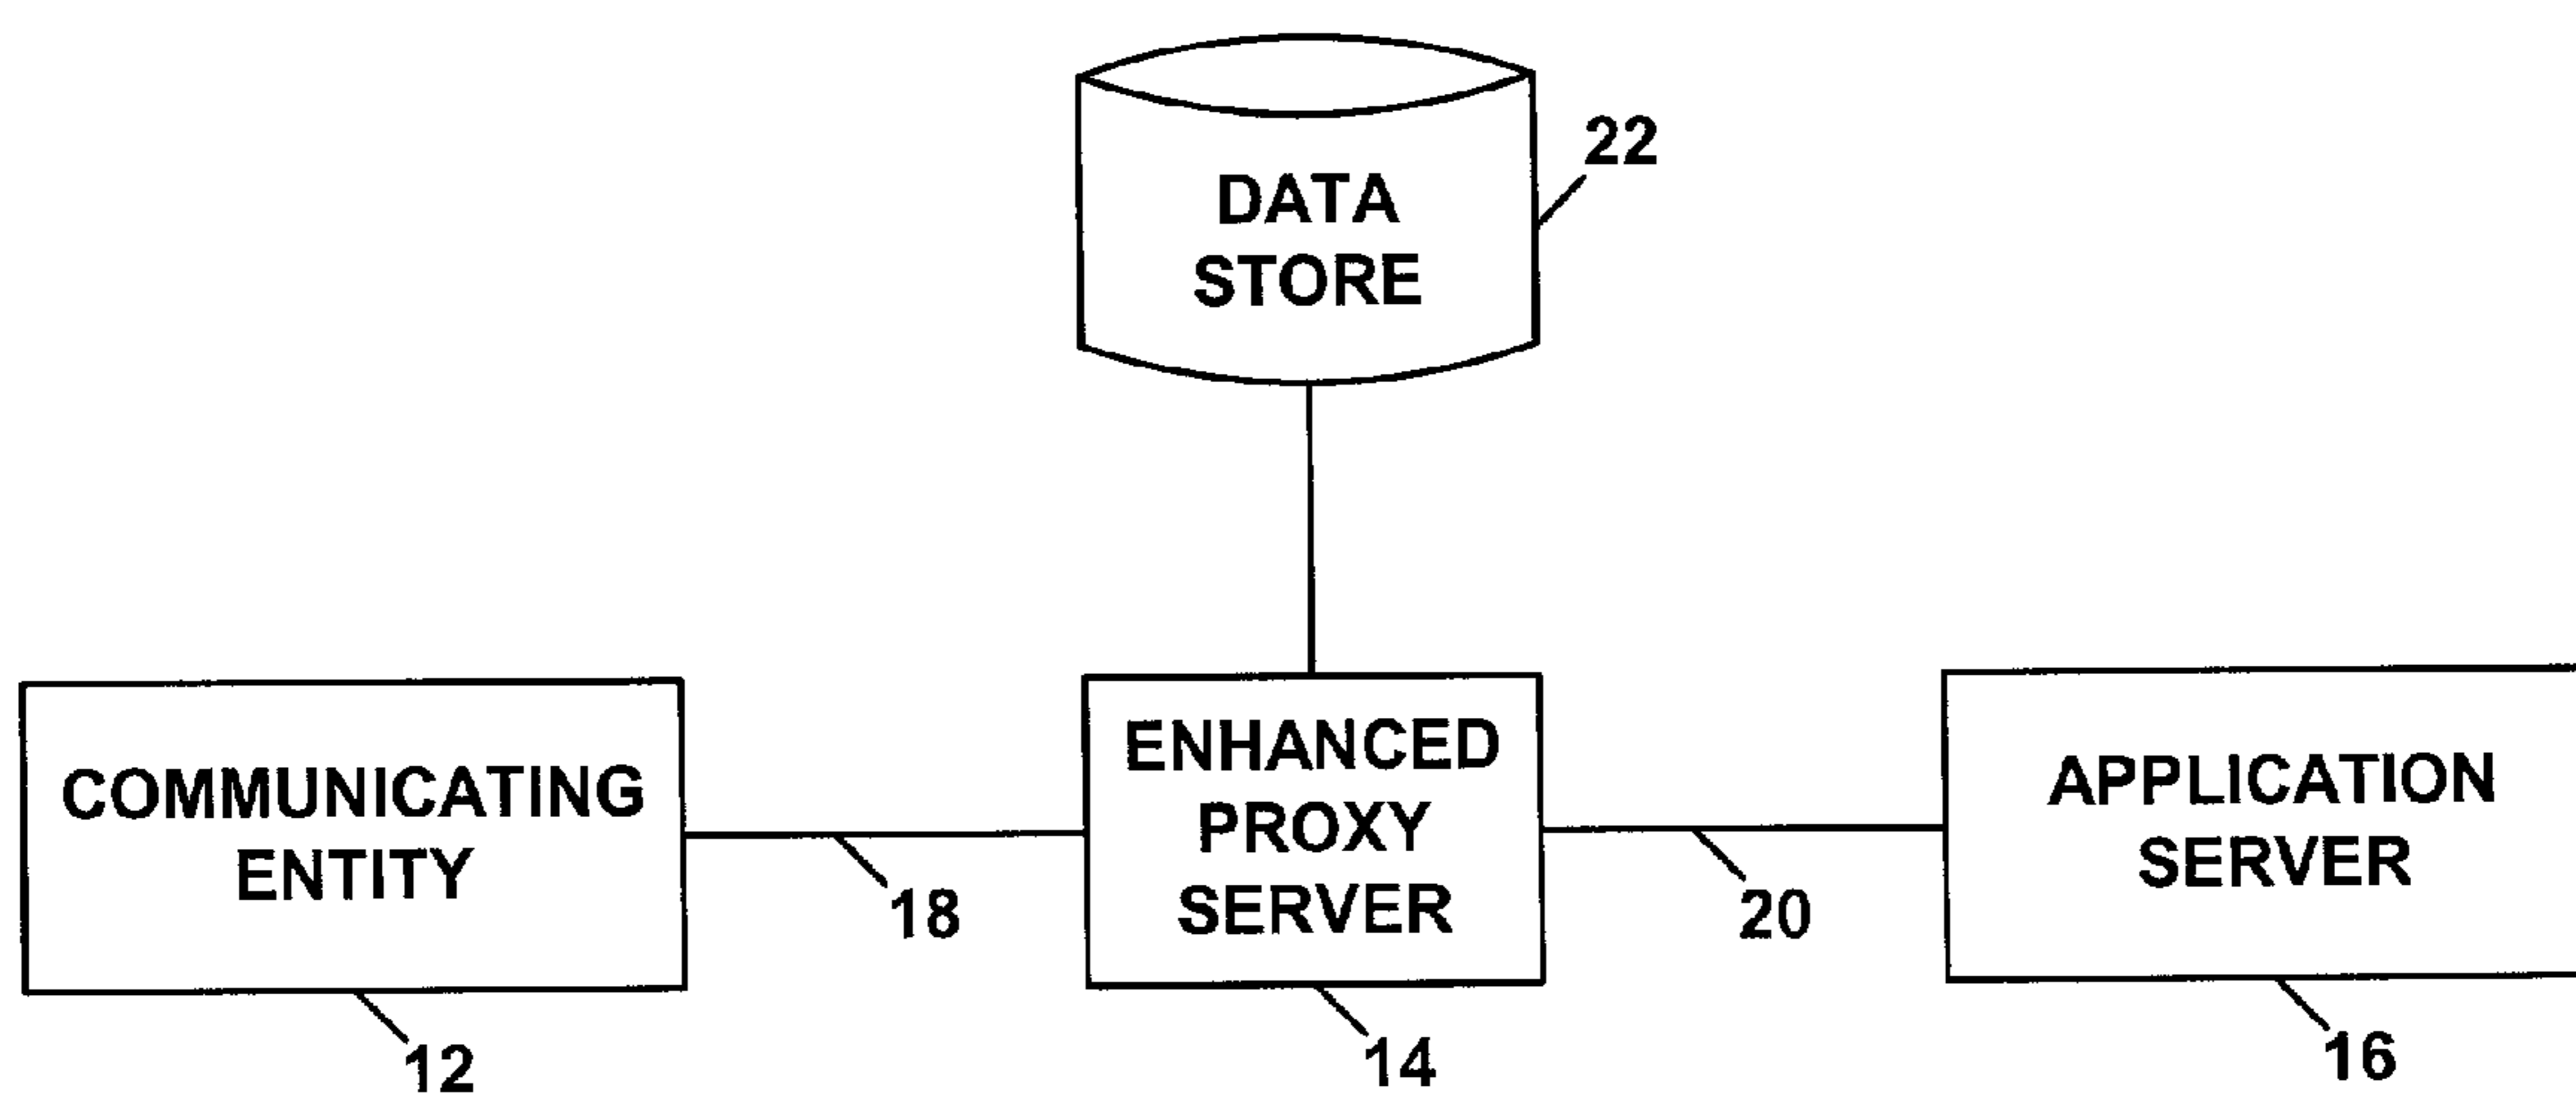 DATA
STORE
22
COMMUNICATING
ENTITY
ENHANCED
PROXY
SERVER
APPLICATION
SERVER
18
20
12
14
16